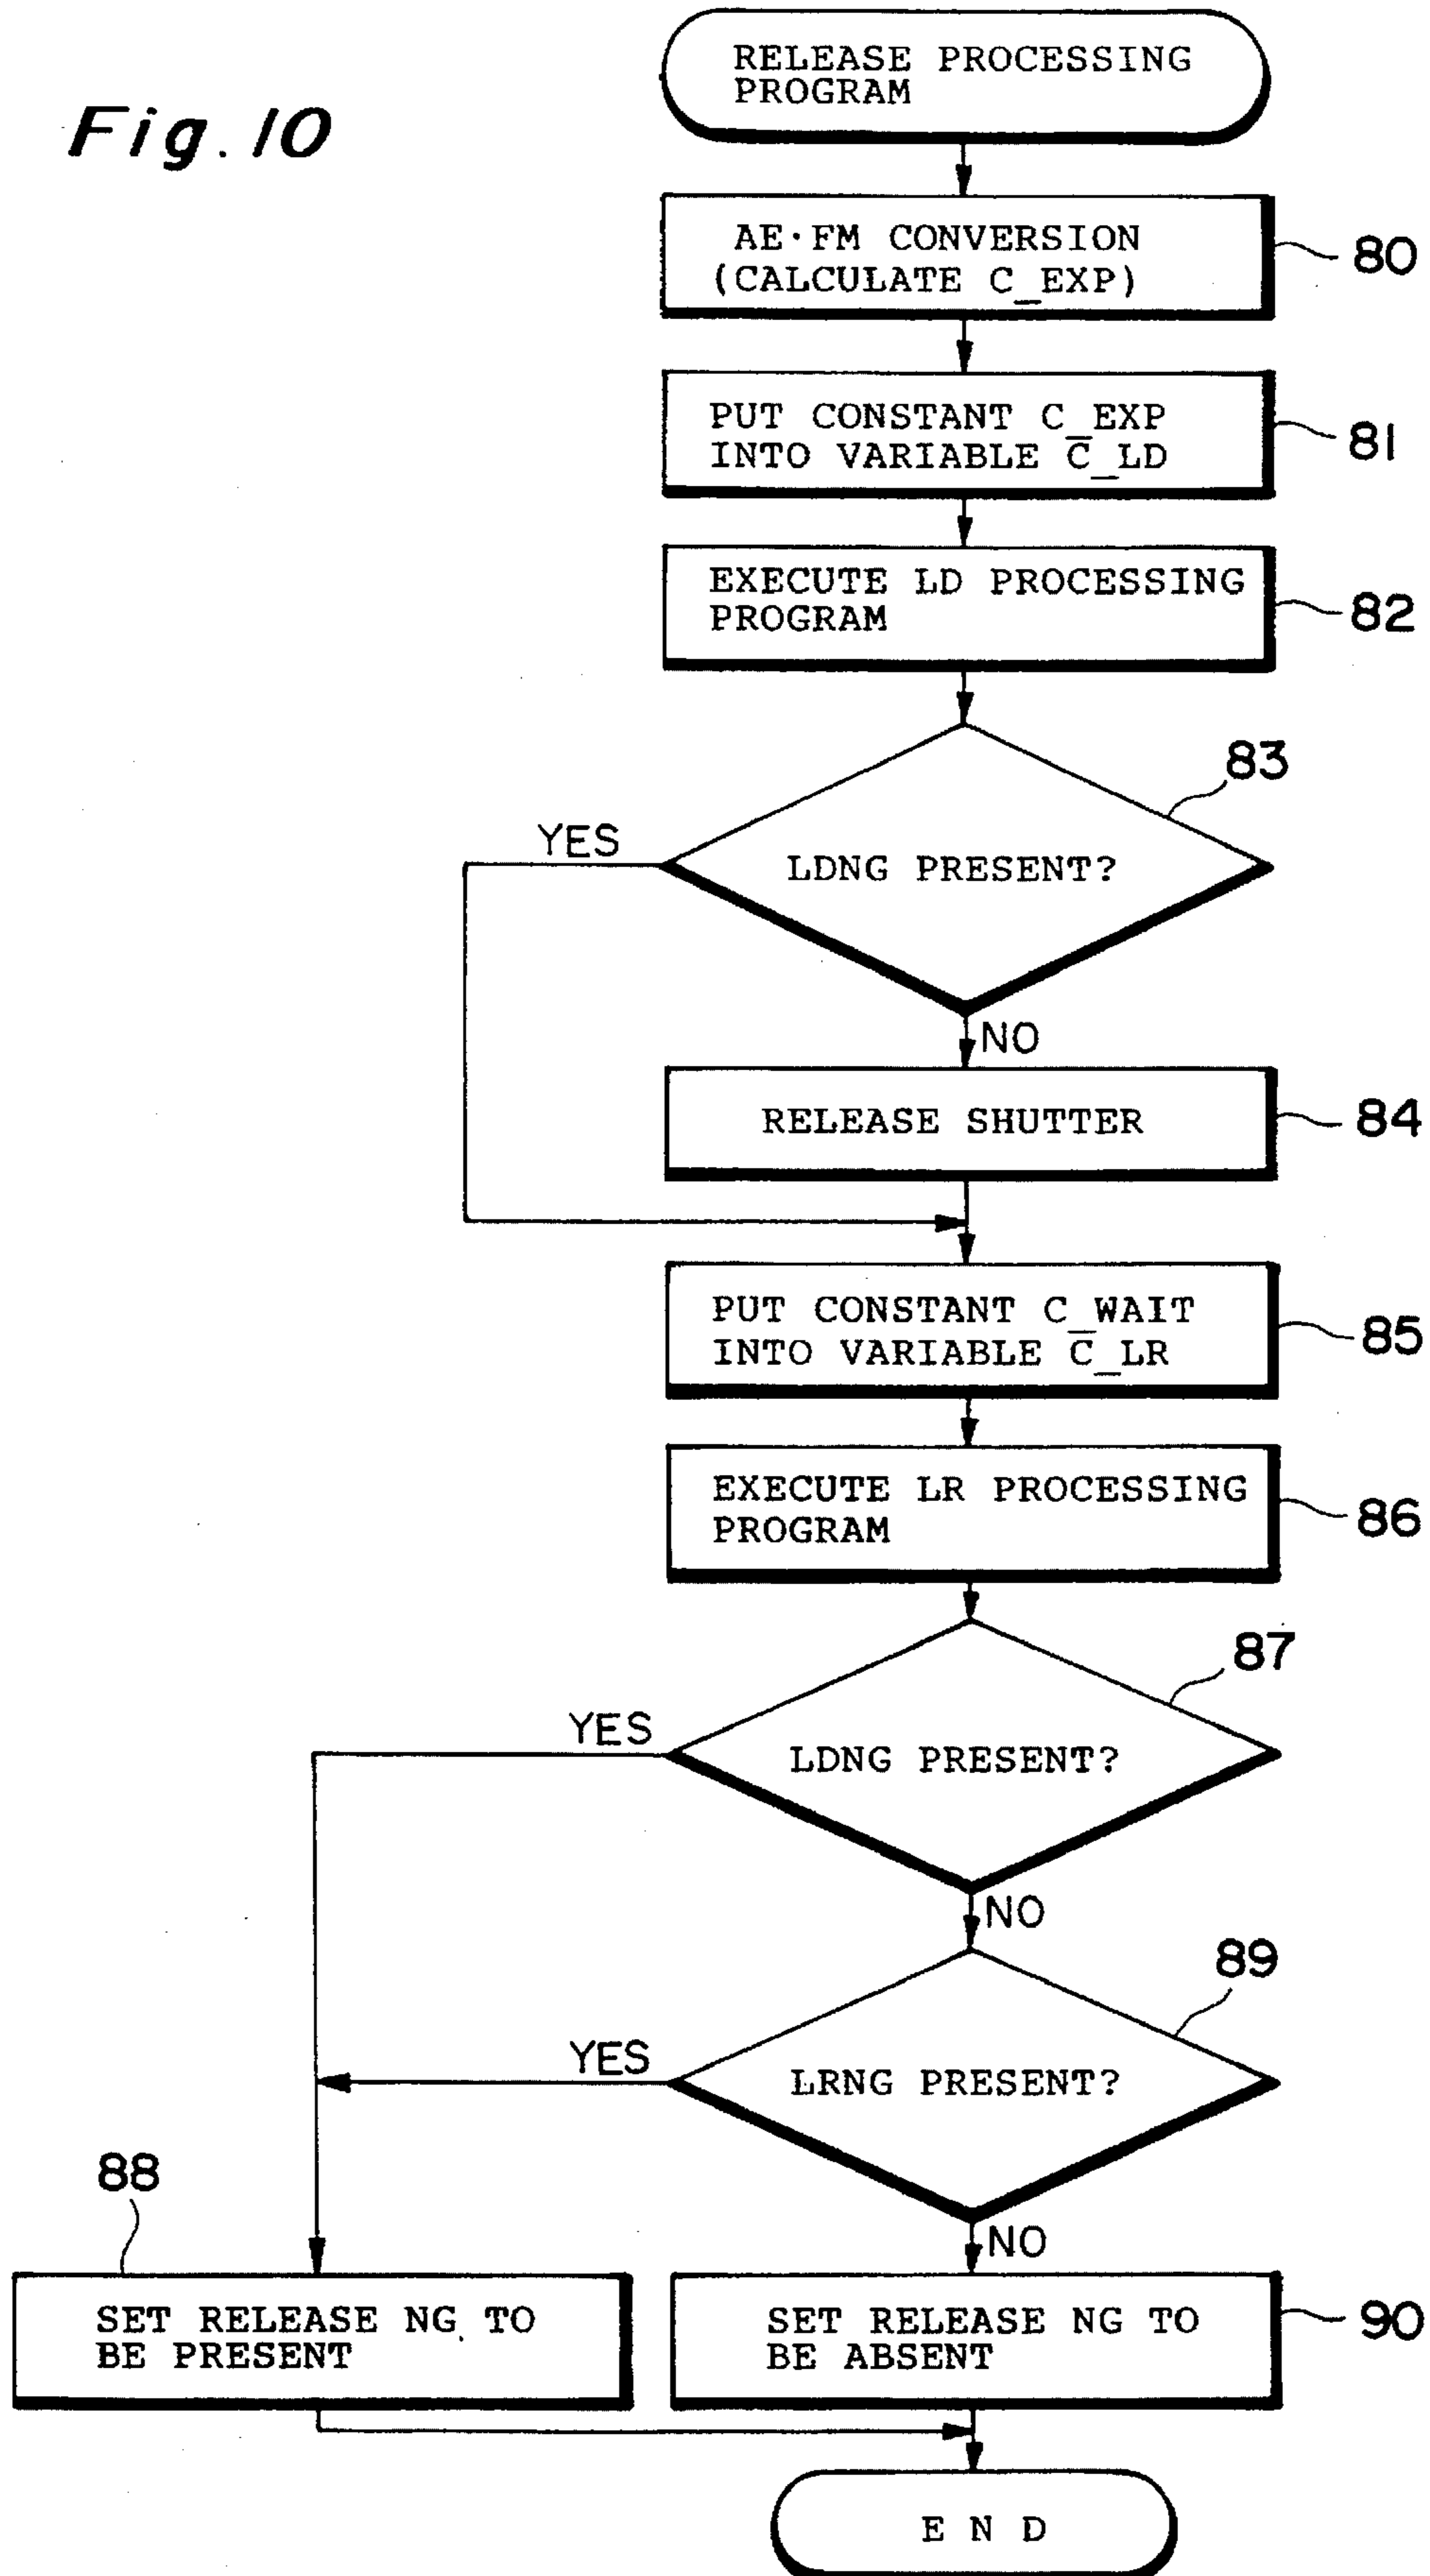 Fig. 10
RELEASE PROCESSING
PROGRAM
AE·FM CONVERSION
(CALCULATE C_EXP)
80
PUT CONSTANT C_EXP
INTO VARIABLE C_LD
81
EXECUTE LD PROCESSING
PROGRAM
82
83
YES
LDNG PRESENT?
NO
RELEASE SHUTTER
84
PUT CONSTANT C_WAIT
INTO VARIABLE C_LR
85
EXECUTE LR PROCESSING
PROGRAM
86
87
YES
LDNG PRESENT?
NO
89
YES
LRNG PRESENT?
88
NO
SET RELEASE NG TO
BE PRESENT
SET RELEASE NG TO
BE ABSENT
90
END